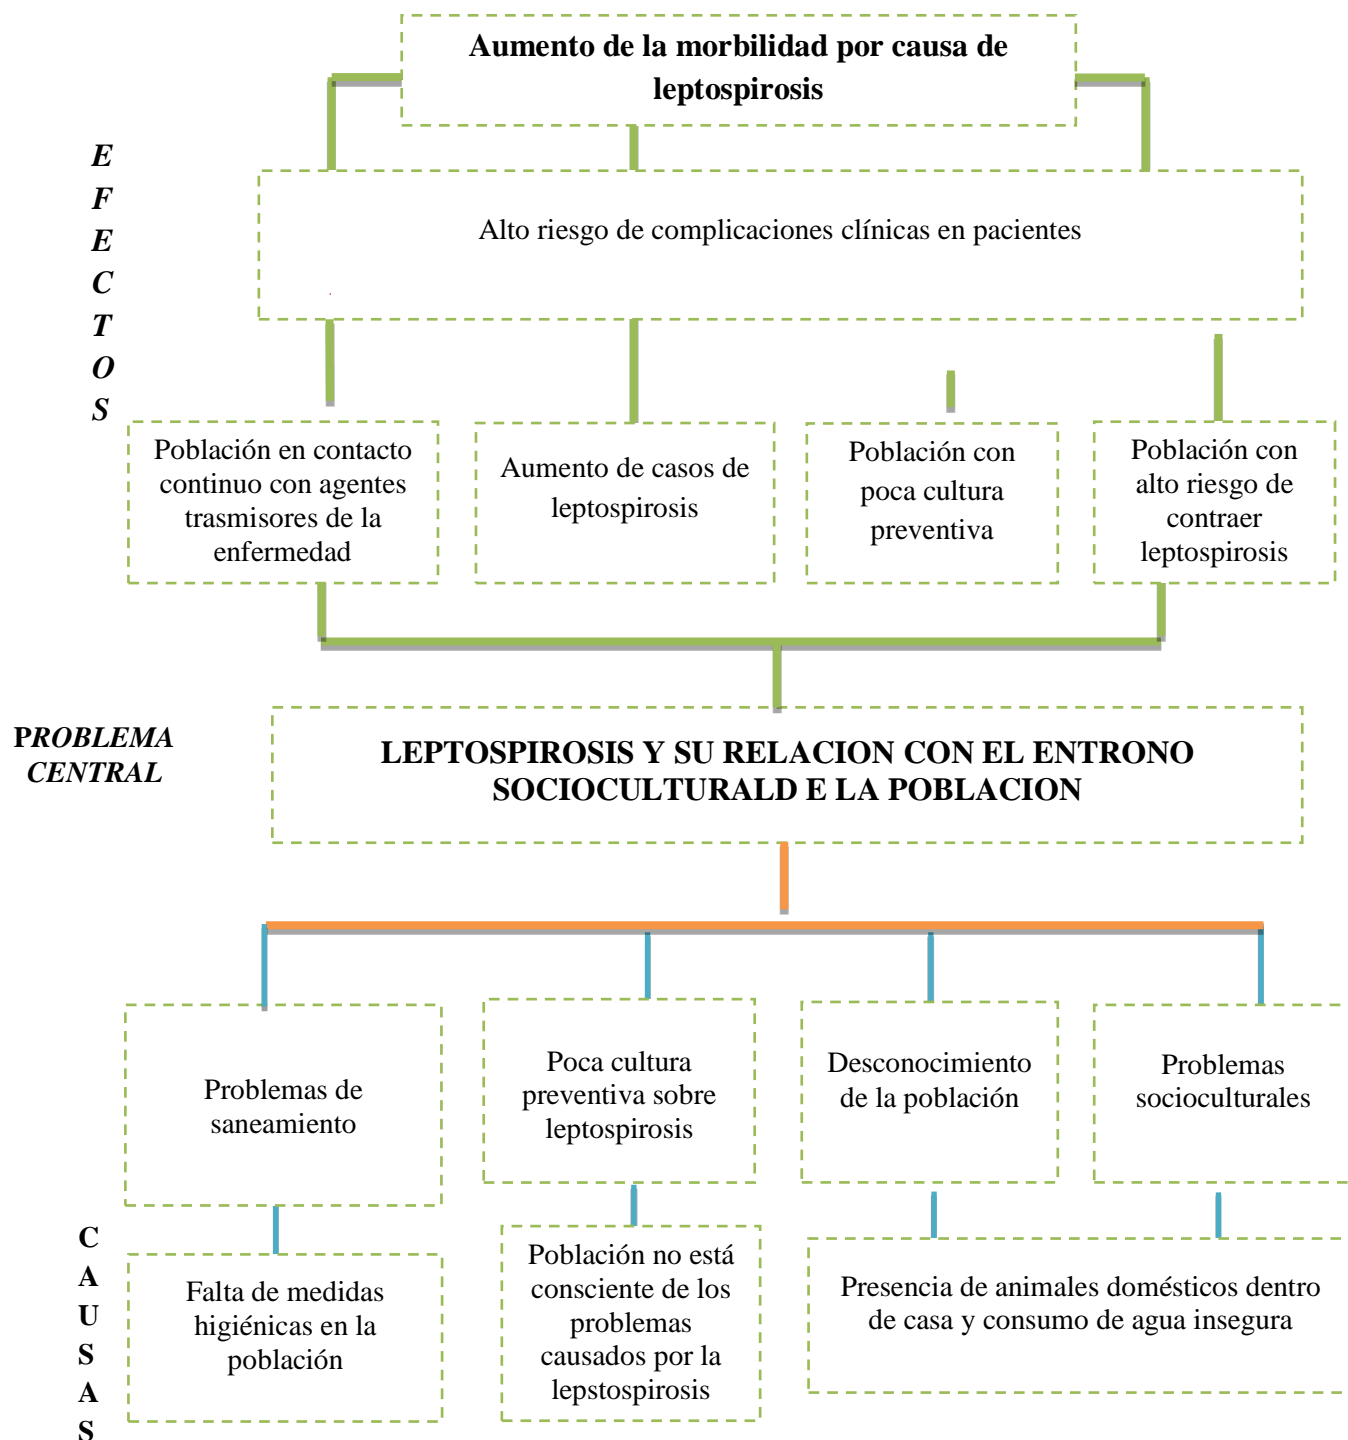 Aumento de la morbilidad por causa de
leptospirosis
E
F
E
C
T
O
S
Alto riesgo de complicaciones clínicas en pacientes
Población en contacto
continuo con agentes
trasmisores de la
enfermedad
Aumento de casos de
leptospirosis
Población con
poca cultura
preventiva
Población con
alto riesgo de
contraer
leptospirosis
PROBLEMA
CENTRAL
LEPTOSPIROSIS Y SU RELACION CON EL ENTRONO
SOCIOCULTURALD E LA POBLACION
Problemas de
saneamiento
Poca cultura
preventiva sobre
leptospirosis
Desconocimiento
de la población
Problemas
socioculturales
C
A
U
S
A
S
Falta de medidas
higiénicas en la
población
Población no está
consciente de los
problemas
causados por la
lepstospirosis
Presencia de animales domésticos dentro
de casa y consumo de agua insegura